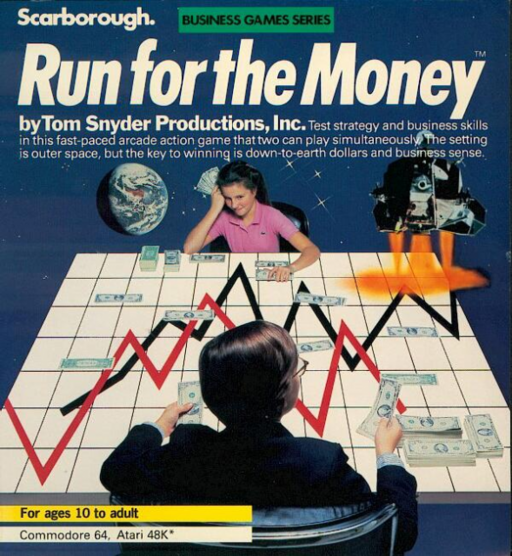 Scarborough.
BUSINESS GAMES SERIES
Run for the Money™
by Tom Snyder Productions, Inc. Test strategy and business skills
in this fast-paced arcade action game that two can play simultaneously. The setting
is outer space, but the key to winning is down-to-earth dollars and business sense.
For ages 10 to adult
Commodore 64, Atari 48K*